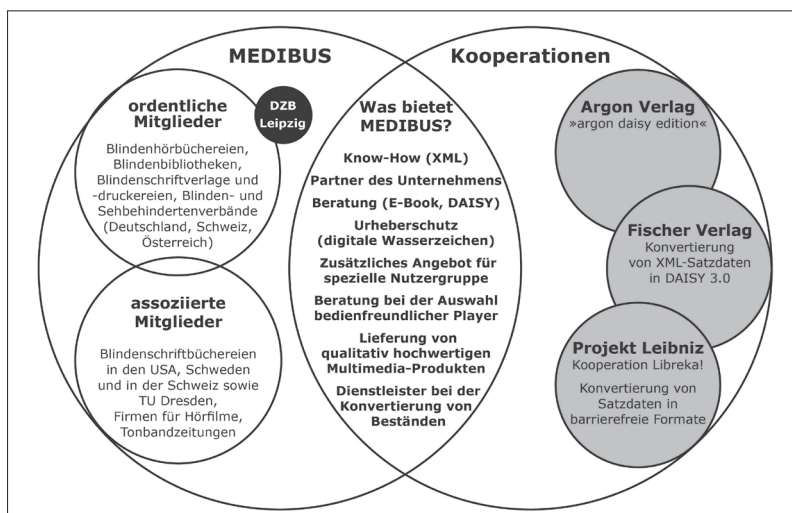 MEDIBUS
ordentliche
Mitglieder
Blindenhörbüchereien,
Blindenbibliotheken,
Blindenschriftverlage und
-druckereien, Blinden- und
Sehbehindertenverbände
(Deutschland, Schweiz,
Österreich)
DZB
Leipzig
assoziierte
Mitglieder
Blindenschriftbüchereien
in den USA, Schweden
und in der Schweiz sowie
TU Dresden,
Firmen für Hörfilme,
Tonbandzeitungen
Was bietet
MEDIBUS?
Know-How (XML)
Partner des Unternehmens
Beratung (E-Book, DAISY)
Urheberschutz
(digitale Wasserzeichen)
Zusätzliches Angebot für
spezielle Nutzergruppe
Beratung bei der Auswahl
bedienfreundlicher Player
Lieferung von
qualitativ hochwertigen
Multimedia-Produkten
Dienstleister bei der
Konvertierung von
Beständen
Kooperationen
Argon Verlag
»argon daisy edition«
Fischer Verlag
Konvertierung
von XML-Satzdaten
in DAISY 3.0
Projekt Leibniz
Kooperation Libreka!
Konvertierung von
Satzdaten in
barrierefreie Formate